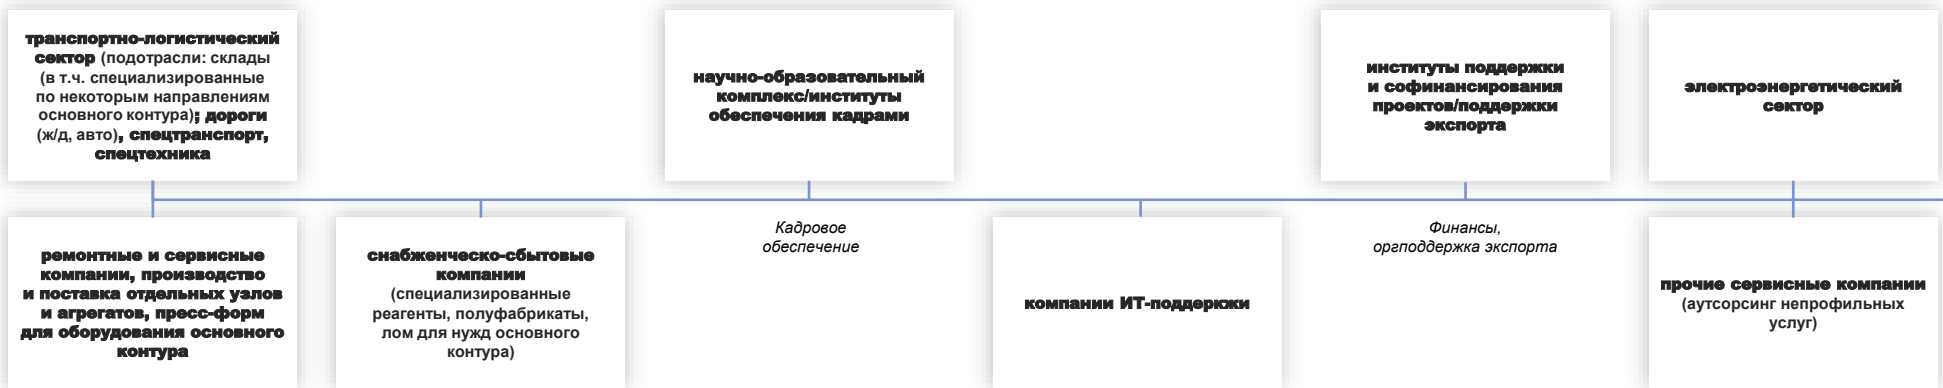 транспортно-логистический
сектор (подотрасли: склады
(в т.ч. специализированные
по некоторым направлениям
основного контура); дороги
(ж/д, авто), спецтранспорт,
спецтехника
научно-образовательный
комплекс/институты
обеспечения кадрами
институты поддержки
и софинансирования
проектов/поддержки
экспорта
электроэнергетический
сектор
ремонтные и сервисные
компании, производство
и поставка отдельных узлов
и агрегатов, пресс-форм
для оборудования основного
контура
снабженческо-сбытовые
компании
(специализированные
реагенты, полуфабрикаты,
лом для нужд основного
контура)
Кадровое
обеспечение
компании ИТ-поддеркжи
Финансы,
оргподдержка экспорта
прочие сервисные компании
(аутсорсинг непрофильных
услуг)